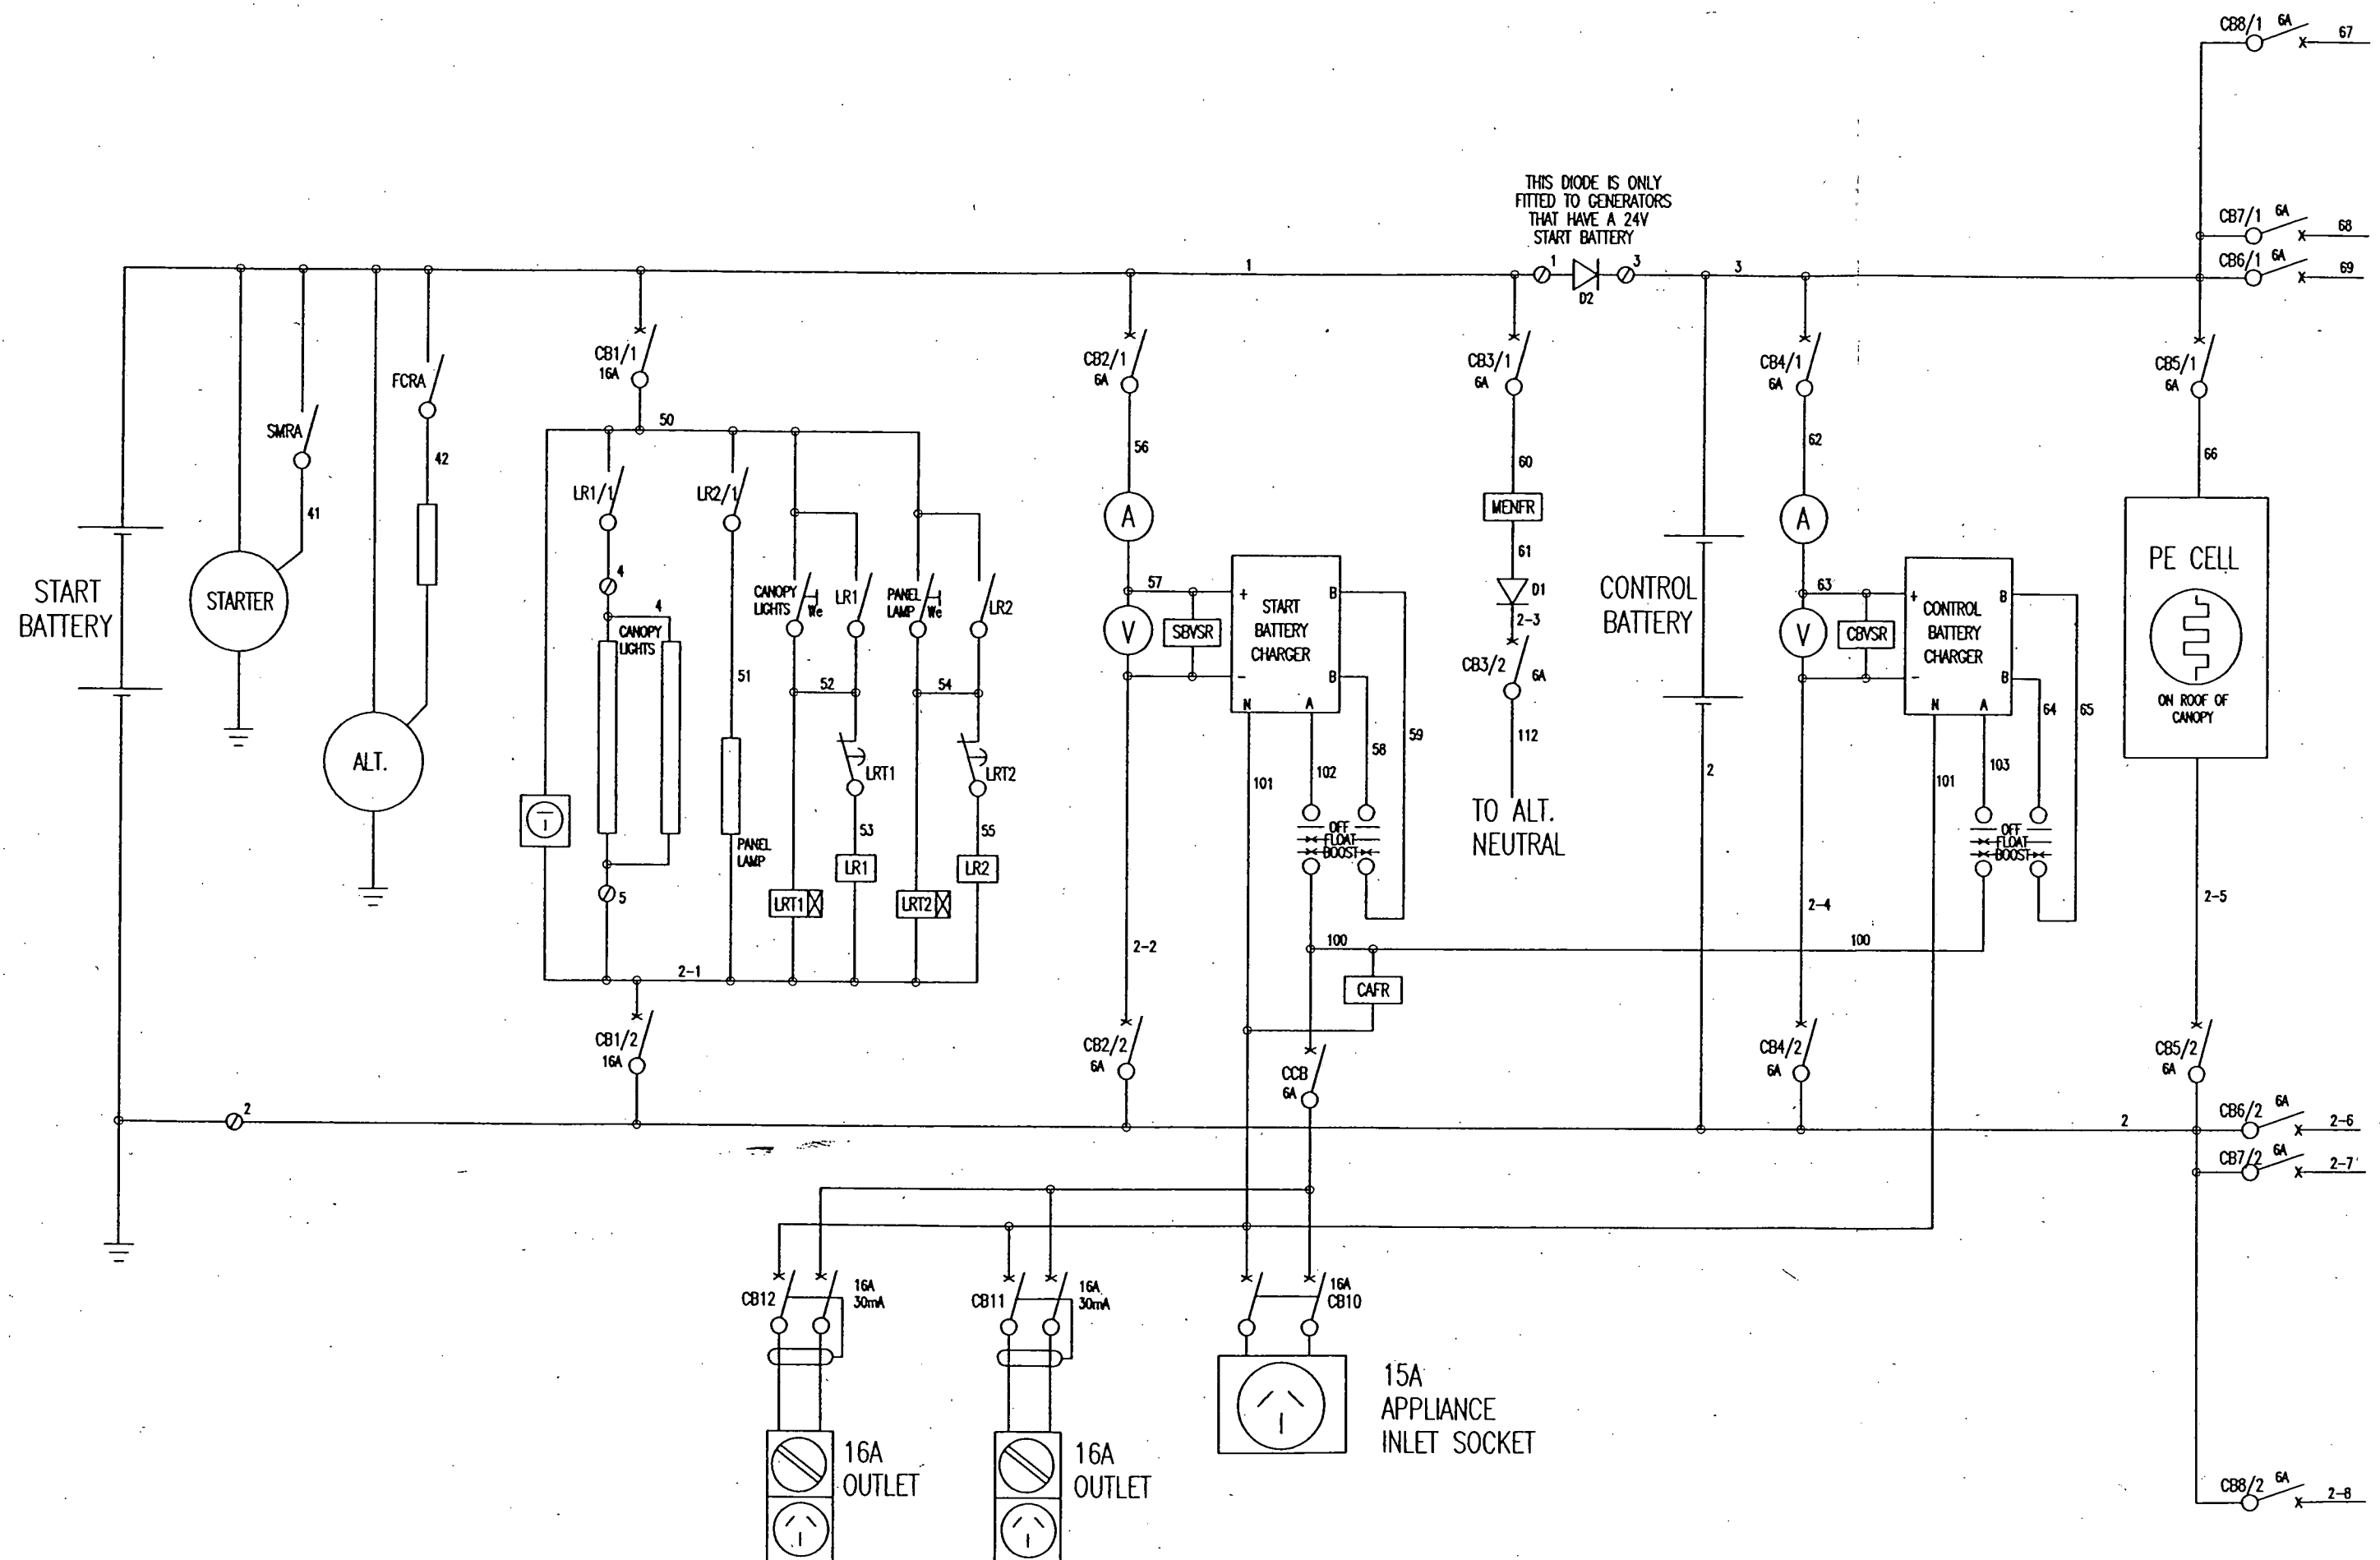 CB8/1 6A 67
THIS DIODE IS ONLY
FITTED TO GENERATORS
THAT HAVE A 24V
START BATTERY
CB7/1 6A 68
CB6/1 6A 69
1
1
3
3
D2
CB1/1
16A
CB2/1
6A
CB3/1
6A
CB4/1
6A
CB5/1
6A
FCRA
SMRA
42
41
50
56
60
62
66
LR1/1
LR2/1
A
MENFR
A
START
BATTERY
STARTER
ALT.
4
4
CANOPY
LIGHTS
CANOPY
LIGHTS
We
LR1
PANEL
LAMP
We
LR2
51
52
54
LRT1
LRT2
53
55
PANEL
LAMP
LR1
LR2
LRT1
LRT2
5
2-1
57
V
SBVSR
+
START
BATTERY
CHARGER
B
-
B
N
A
61
D1
2-3
CB3/2
6A
112
TO ALT.
NEUTRAL
CONTROL
BATTERY
2
63
V
CBVSR
+
CONTROL
BATTERY
CHARGER
B
-
B
N
A
PE CELL
ON ROOF OF
CANOPY
101
102
58
59
OFF
FLOAT
BOOST
101
103
64
65
OFF
FLOAT
BOOST
2-2
2-4
2-5
100
100
CAFR
CB1/2
16A
CB2/2
6A
CCB
6A
CB4/2
6A
CB5/2
6A
2
2
CB6/2 6A 2-6
CB7/2 6A 2-7
CB12
16A
30mA
CB11
16A
30mA
16A
CB10
15A
APPLIANCE
INLET SOCKET
16A
OUTLET
16A
OUTLET
CB8/2 6A 2-8